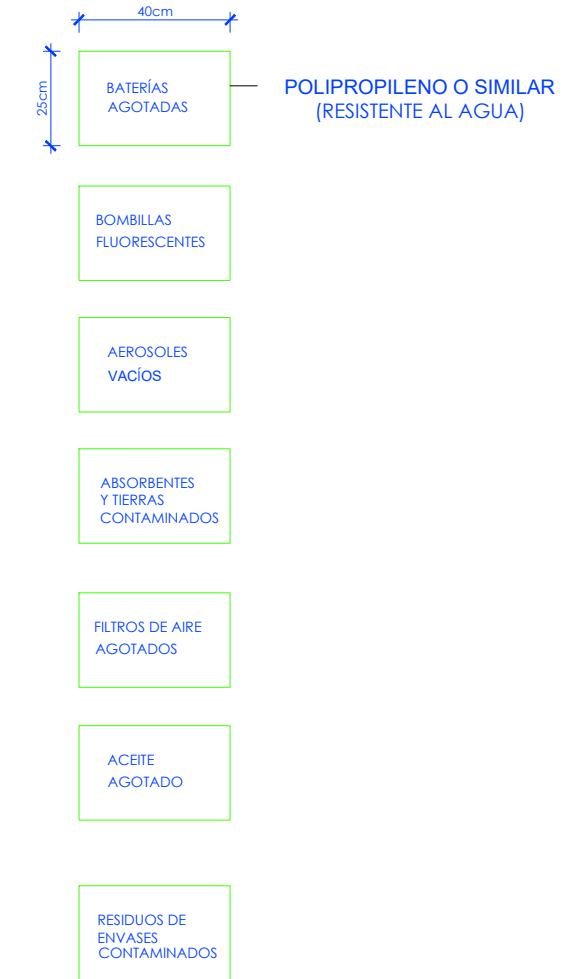 40cm
25cm
BATERÍAS
AGOTADAS
POLIPROPILENO O SIMILAR
(RESISTENTE AL AGUA)
BOMBILLAS
FLUORESCENTES
AEROSOLES
VACÍOS
ABSORBENTES
Y TIERRAS
CONTAMINADOS
FILTROS DE AIRE
AGOTADOS
ACEITE
AGOTADO
RESIDUOS DE
ENVASES
CONTAMINADOS